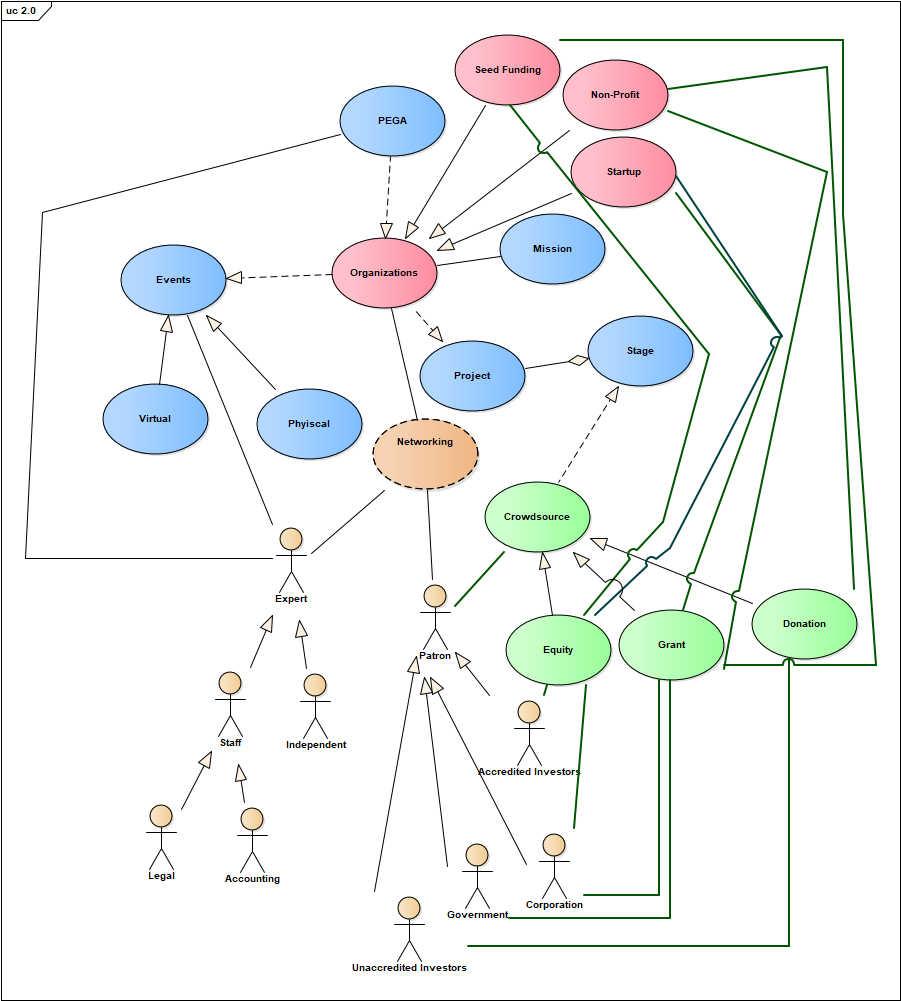 uc 2.0
Seed Funding
Non-Profit
PEGA
Startup
Mission
Organizations
Events
Stage
Project
Virtual
Phyiscal
Networking
Crowdsource
Expert
Donation
Grant
Equity
Patron
Staff
Independent
Accredited Investors
Legal
Accounting
Corporation
Government
Unaccredited Investors